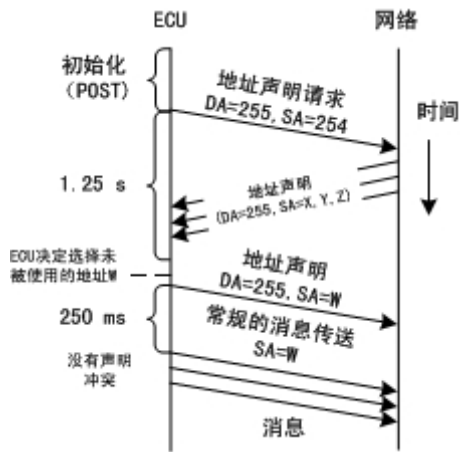 ECU
网络
初始化
(POST)
地址声明请求
DA=255, SA=254
时间
1.25 s
地址声明
(DA=255, SA=X, Y, Z)
ECU决定选择未
被使用的地址W
地址声明
DA=255, SA=W
250 ms
常规的消息传送
SA=W
没有声明
冲突
消息